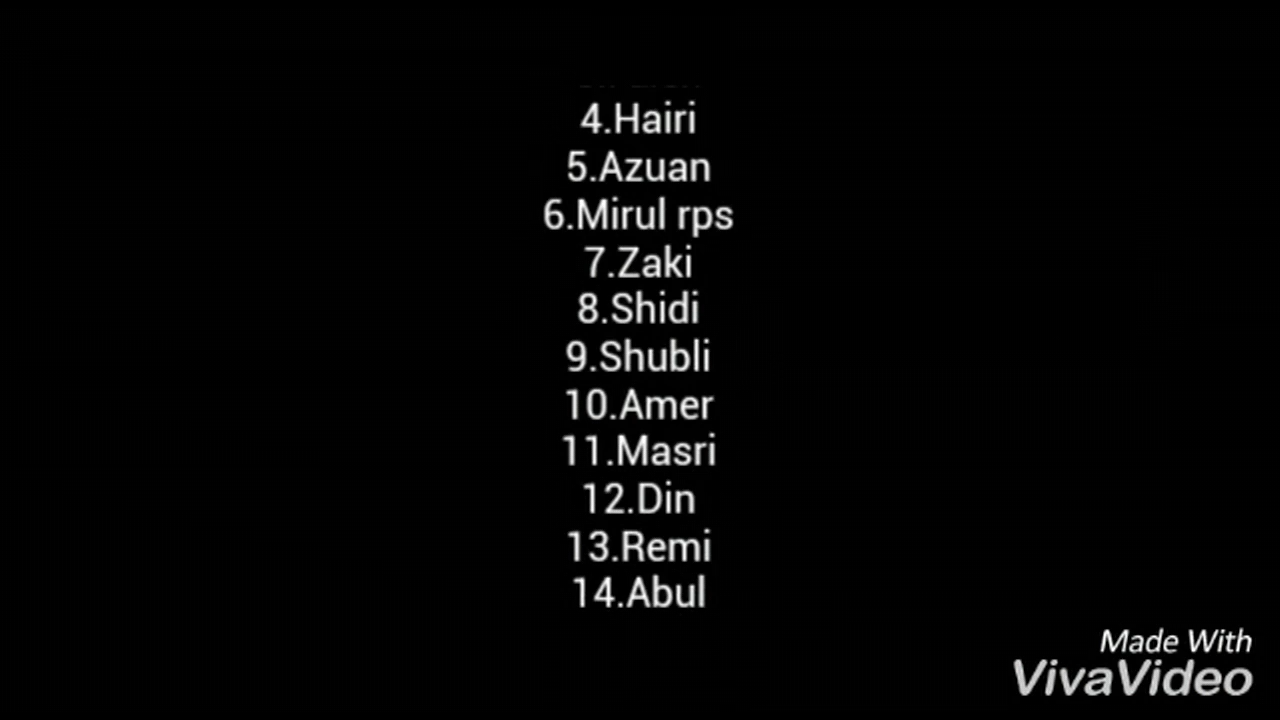 4.Hairi
5.Azuan
6.Mirul rps
7.Zaki
8.Shidi
9.Shubli
10.Amer
11.Masri
12.Din
13.Remi
14.Abul
Made With
VivaVideo